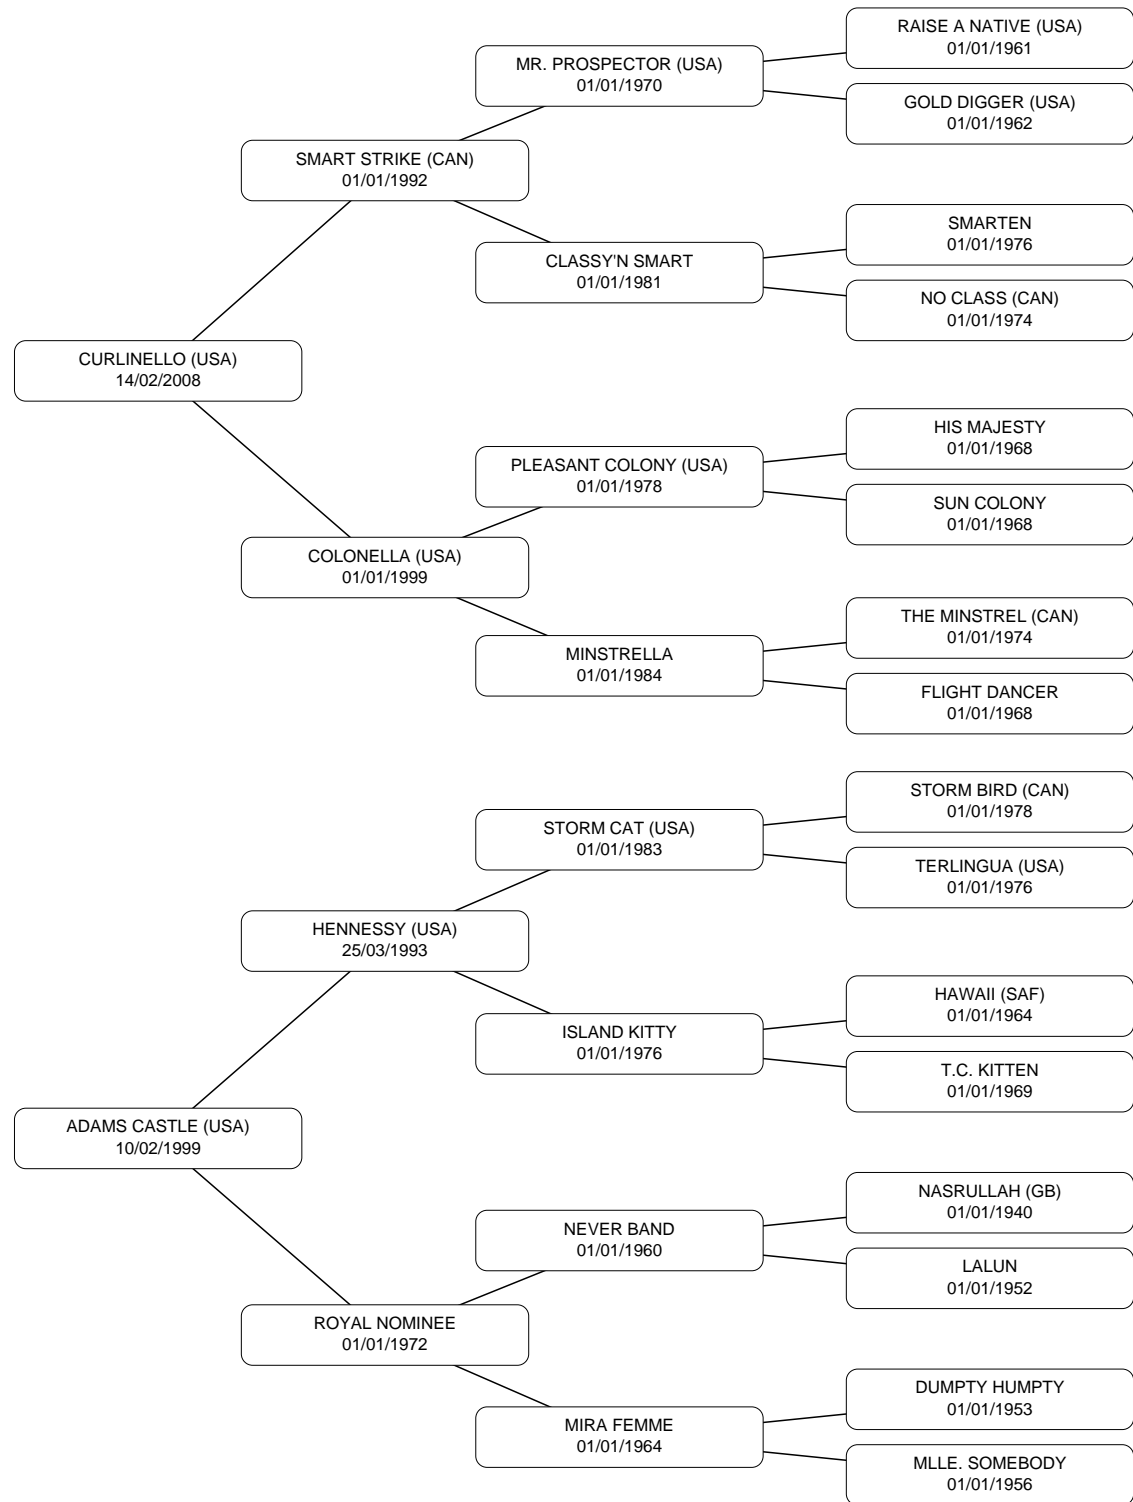 RAISE A NATIVE (USA)
01/01/1961
MR. PROSPECTOR (USA)
01/01/1970
GOLD DIGGER (USA)
01/01/1962
SMART STRIKE (CAN)
01/01/1992
SMARTEN
01/01/1976
CLASSY'N SMART
01/01/1981
NO CLASS (CAN)
01/01/1974
CURLINELLO (USA)
14/02/2008
HIS MAJESTY
01/01/1968
PLEASANT COLONY (USA)
01/01/1978
SUN COLONY
01/01/1968
COLONELLA (USA)
01/01/1999
THE MINSTREL (CAN)
01/01/1974
MINSTRELLA
01/01/1984
FLIGHT DANCER
01/01/1968
STORM BIRD (CAN)
01/01/1978
STORM CAT (USA)
01/01/1983
TERLINGUA (USA)
01/01/1976
HENNESSY (USA)
25/03/1993
HAWAII (SAF)
01/01/1964
ISLAND KITTY
01/01/1976
T.C. KITTEN
01/01/1969
ADAMS CASTLE (USA)
10/02/1999
NASRULLAH (GB)
01/01/1940
NEVER BAND
01/01/1960
LALUN
01/01/1952
ROYAL NOMINEE
01/01/1972
DUMPTY HUMPTY
01/01/1953
MIRA FEMME
01/01/1964
MLLE. SOMEBODY
01/01/1956